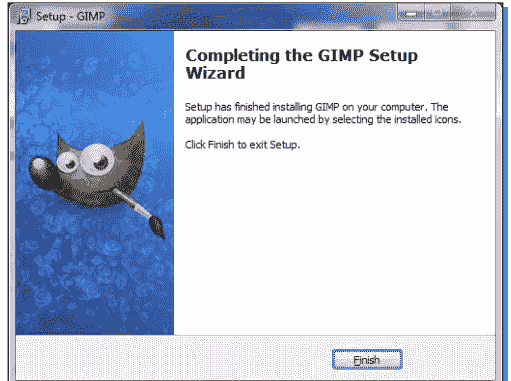 Setup - GIMP
Completing the GIMP Setup
Wizard
Setup has finished installing GIMP on your computer. The
application may be launched by selecting the installed icons.
Click Finish to exit Setup.
Finish